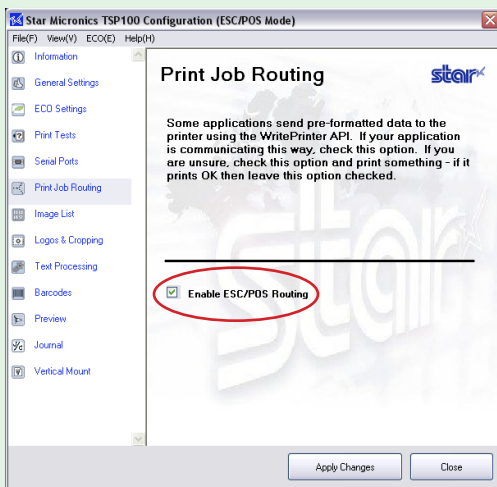 Star Micronics TSP100 Configuration (ESC/POS Mode)
File(F) View(V) ECO(E) Help(H)
Information
General Settings
ECO Settings
Print Tests
Serial Ports
Print Job Routing
Image List
Logos & Cropping
Text Processing
Barcodes
Preview
Journal
Vertical Mount
Print Job Routing
star
Some applications send pre-formatted data to the
printer using the WritePrinter API. If your application
is communicating this way, check this option. If you
are unsure, check this option and print something - if it
prints OK then leave this option checked.
Enable ESC/POS Routing
star
Apply Changes
Close